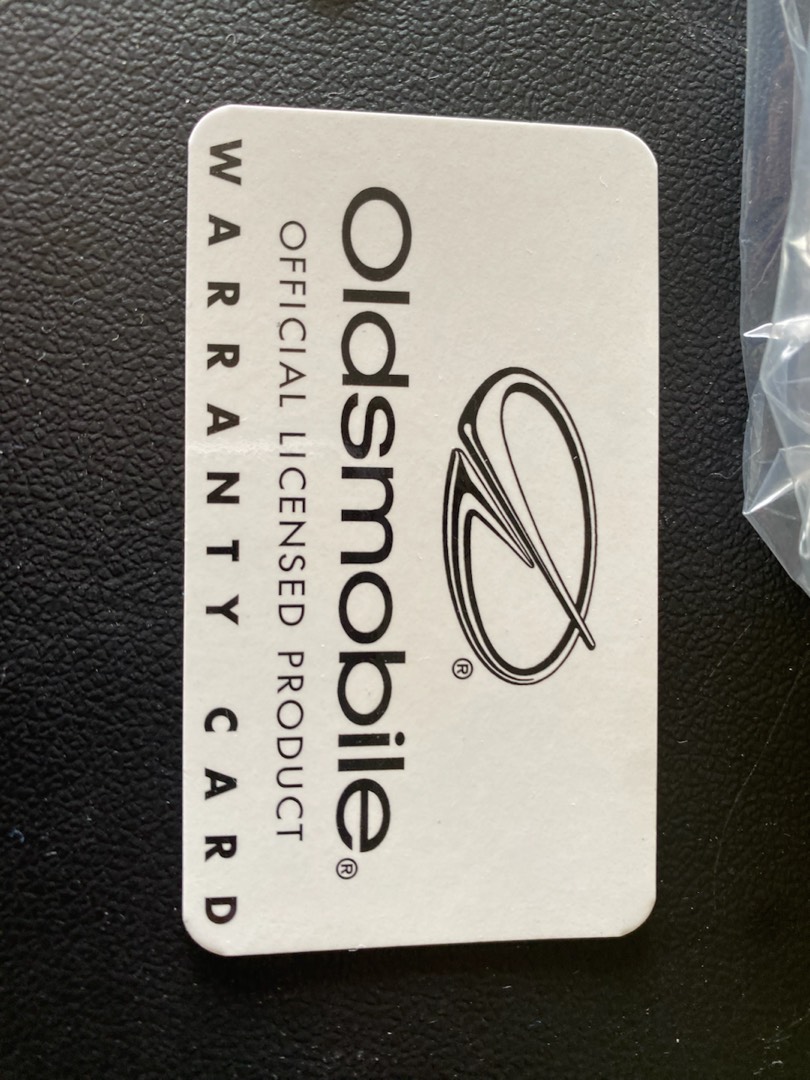 ®
Oldsmobile®
OFFICIAL LICENSED PRODUCT
WARRANTY CARD